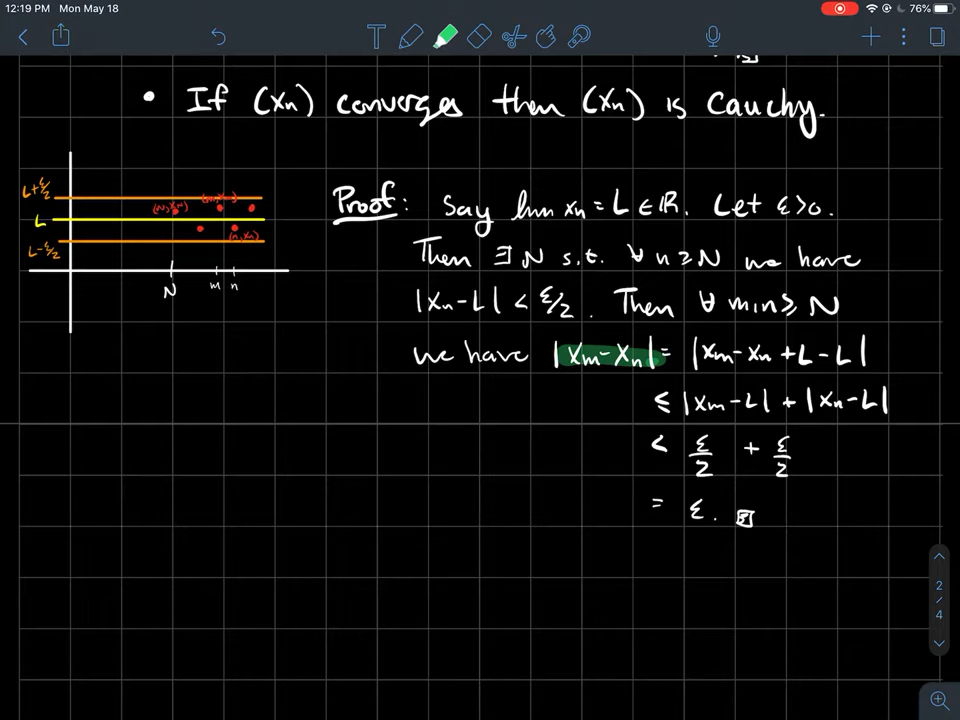 12:19 PM Mon May 18
76%
• If (xn) converges then (xn) is Cauchy.
L+ε/2
L
L-ε/2
(m, xm)
(n, xn)
N
m
n
Proof: Say lim xn = L ∈ ℝ. Let ε>0.
Then ∃ N s.t. ∀ n ≥ N we have
|xn-L| < ε/2. Then ∀ m,n ≥ N
we have |xm-xn| = |xm-xn+L-L|
≤ |xm-L| + |xn-L|
< ε/2 + ε/2
= ε.
2
/
4